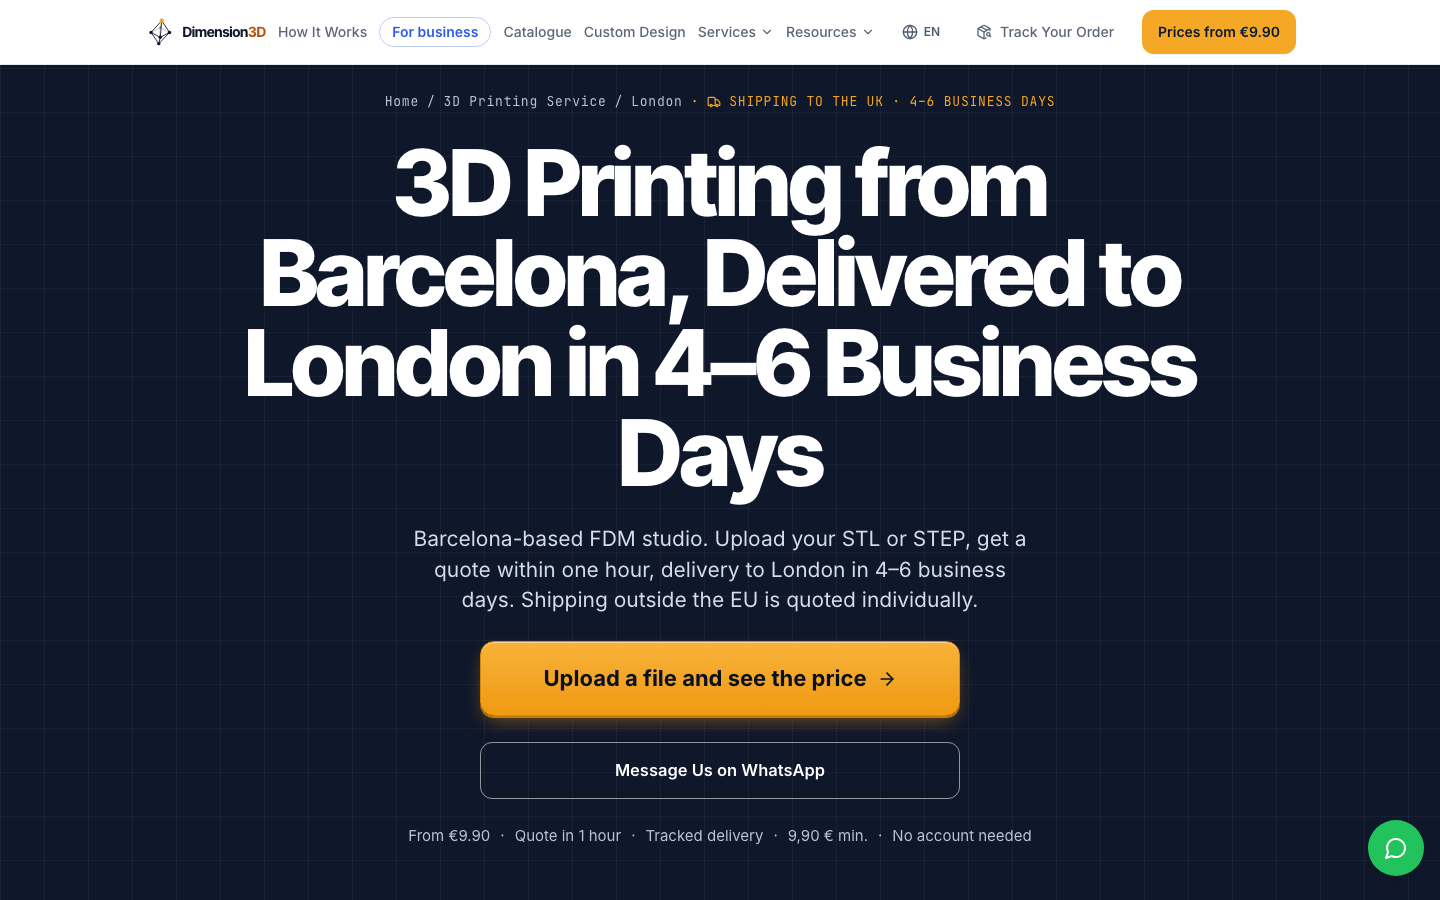 Dimension3D How It Works For business Catalogue Custom Design Services Resources EN Track Your Order Prices from €9.90
Home / 3D Printing Service / London · SHIPPING TO THE UK · 4–6 BUSINESS DAYS
3D Printing from
Barcelona, Delivered to
London in 4–6 Business
Days
Barcelona-based FDM studio. Upload your STL or STEP, get a
quote within one hour, delivery to London in 4–6 business
days. Shipping outside the EU is quoted individually.
Upload a file and see the price →
Message Us on WhatsApp
From €9.90 · Quote in 1 hour · Tracked delivery · 9,90 € min. · No account needed